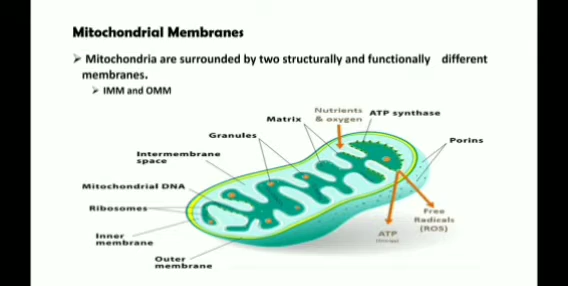 Mitochondrial Membranes
➢ Mitochondria are surrounded by two structurally and functionally different
membranes.
➢ IMM and OMM
Nutrients
& oxygen
ATP synthase
Matrix
Granules
Porins
Intermembrane
space
Mitochondrial DNA
Ribosomes
Inner
membrane
Outer
membrane
Free
Radicals
(ROS)
ATP